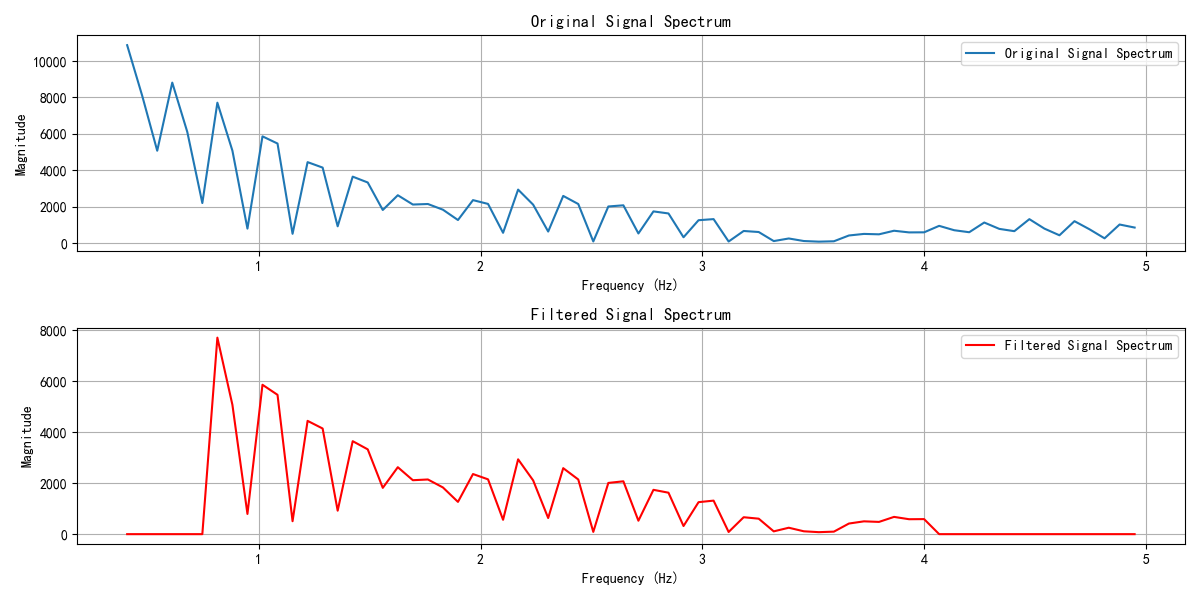 Original Signal Spectrum
Original Signal Spectrum
Magnitude
10000
8000
6000
4000
2000
0
1
2
3
4
5
Frequency (Hz)
Filtered Signal Spectrum
Filtered Signal Spectrum
Magnitude
8000
6000
4000
2000
0
1
2
3
4
5
Frequency (Hz)